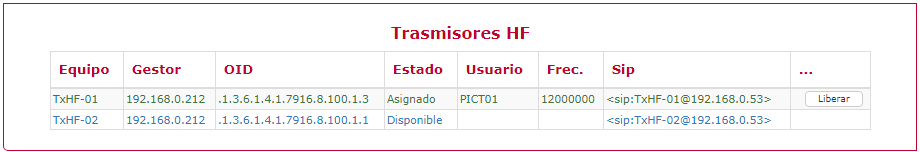 Trasmisores HF
Equipo Gestor OID Estado Usuario Frec. Sip ...
TxHF-01 192.168.0.212 .1.3.6.1.4.1.7916.8.100.1.3 Asignado PICT01 12000000 <sip:TxHF-01@192.168.0.53> Liberar
TxHF-02 192.168.0.212 .1.3.6.1.4.1.7916.8.100.1.1 Disponible <sip:TxHF-02@192.168.0.53>